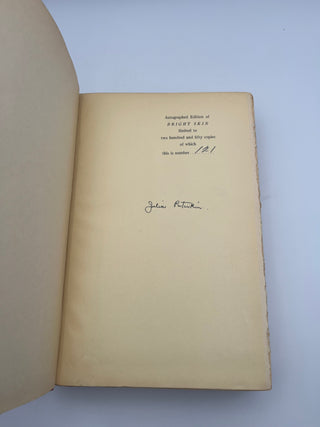 Autographed Edition of
BRIGHT SKIN
limited to
two hundred and fifty copies
of which
this is number 121
Julia Peterkin.